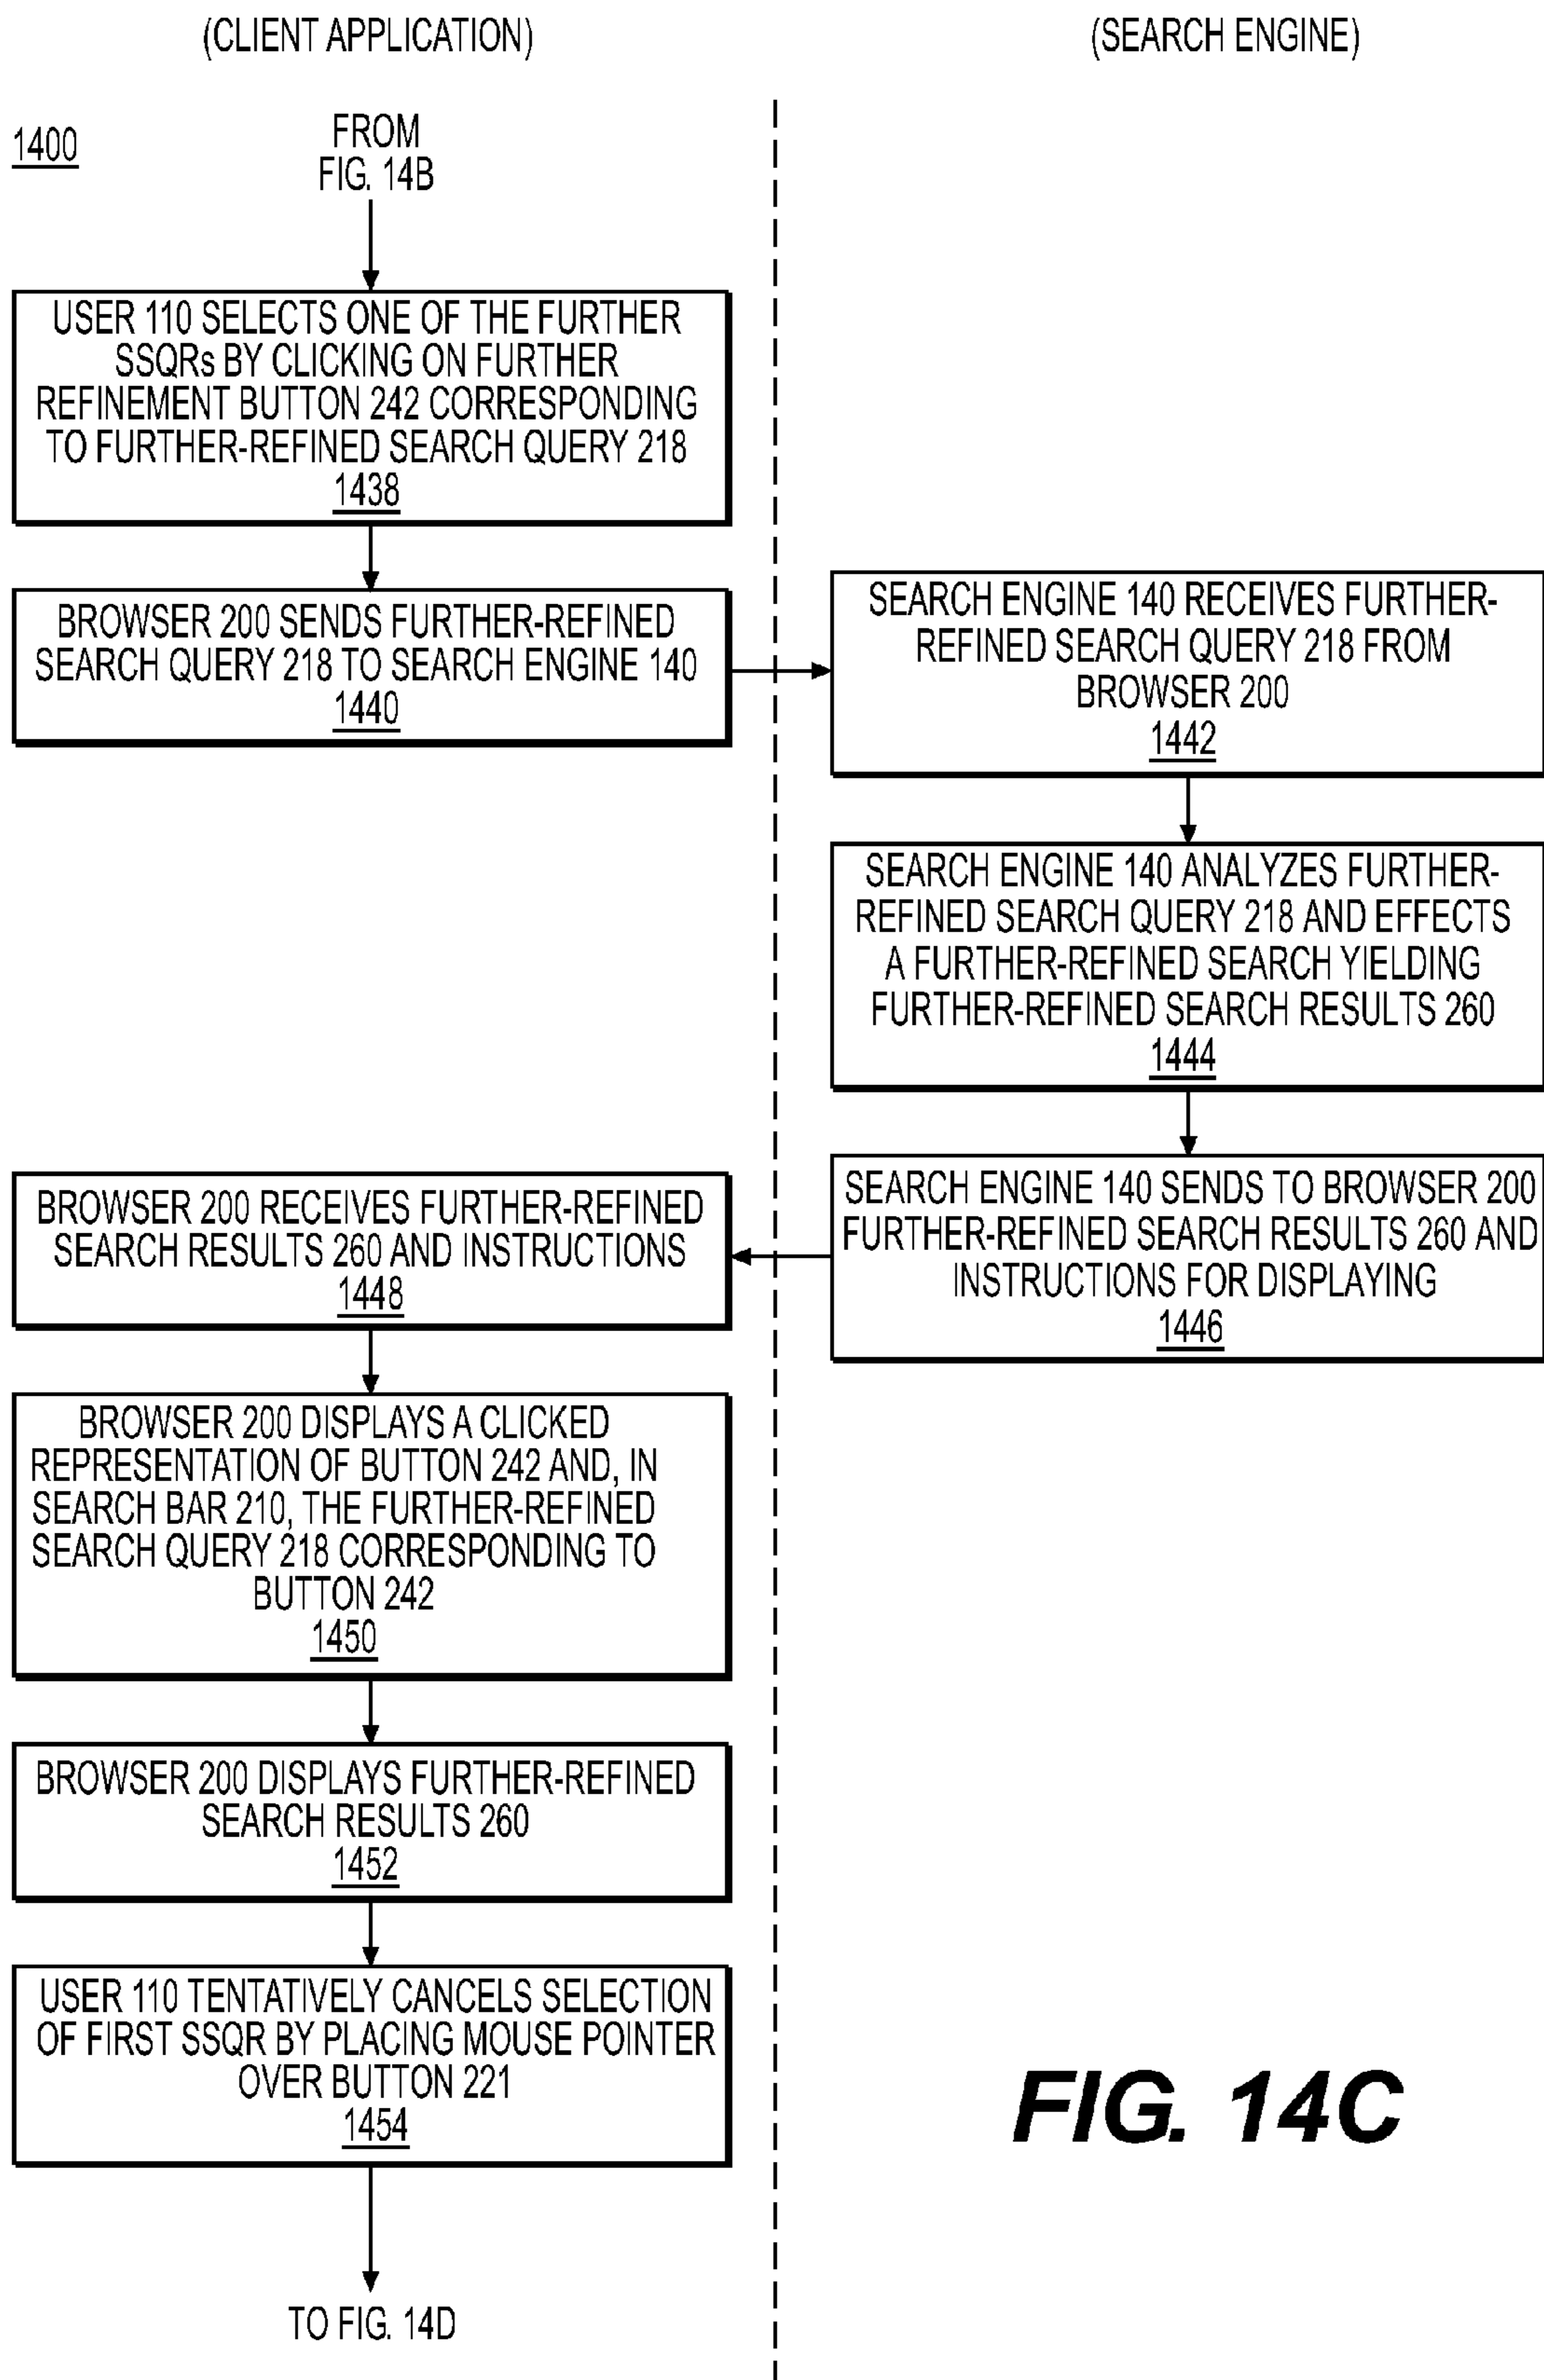 (CLIENT APPLICATION)
(SEARCH ENGINE)
1400
FROM
FIG. 14B
USER 110 SELECTS ONE OF THE FURTHER
SSQRs BY CLICKING ON FURTHER
REFINEMENT BUTTON 242 CORRESPONDING
TO FURTHER-REFINED SEARCH QUERY 218
1438
BROWSER 200 SENDS FURTHER-REFINED
SEARCH QUERY 218 TO SEARCH ENGINE 140
1440
SEARCH ENGINE 140 RECEIVES FURTHER-
REFINED SEARCH QUERY 218 FROM
BROWSER 200
1442
SEARCH ENGINE 140 ANALYZES FURTHER-
REFINED SEARCH QUERY 218 AND EFFECTS
A FURTHER-REFINED SEARCH YIELDING
FURTHER-REFINED SEARCH RESULTS 260
1444
SEARCH ENGINE 140 SENDS TO BROWSER 200
FURTHER-REFINED SEARCH RESULTS 260 AND
INSTRUCTIONS FOR DISPLAYING
1446
BROWSER 200 RECEIVES FURTHER-REFINED
SEARCH RESULTS 260 AND INSTRUCTIONS
1448
BROWSER 200 DISPLAYS A CLICKED
REPRESENTATION OF BUTTON 242 AND, IN
SEARCH BAR 210, THE FURTHER-REFINED
SEARCH QUERY 218 CORRESPONDING TO
BUTTON 242
1450
BROWSER 200 DISPLAYS FURTHER-REFINED
SEARCH RESULTS 260
1452
USER 110 TENTATIVELY CANCELS SELECTION
OF FIRST SSQR BY PLACING MOUSE POINTER
OVER BUTTON 221
1454
TO FIG. 14D
FIG. 14C